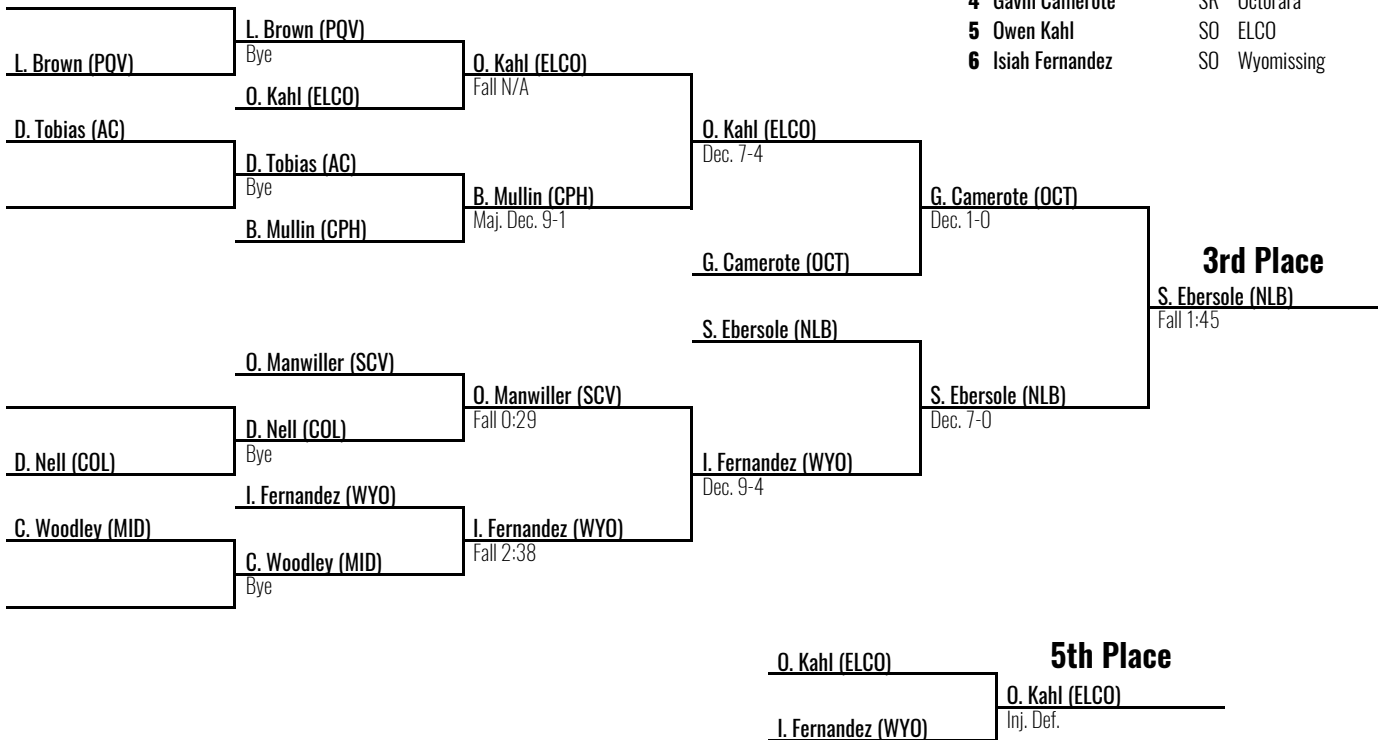 4 Gavin Camerote SR Octorara
L. Brown (PQV)
5 Owen Kahl SO ELCO
Bye
L. Brown (PQV)
O. Kahl (ELCO)
6 Isiah Fernandez SO Wyomissing
Fall N/A
O. Kahl (ELCO)
D. Tobias (AC)
O. Kahl (ELCO)
Dec. 7-4
D. Tobias (AC)
Bye
B. Mullin (CPH)
G. Camerote (OCT)
Maj. Dec. 9-1
Dec. 1-0
B. Mullin (CPH)
G. Camerote (OCT)
3rd Place
S. Ebersole (NLB)
Fall 1:45
S. Ebersole (NLB)
O. Manwiller (SCV)
O. Manwiller (SCV)
S. Ebersole (NLB)
Fall 0:29
Dec. 7-0
D. Nell (COL)
Bye
D. Nell (COL)
I. Fernandez (WYO)
Dec. 9-4
I. Fernandez (WYO)
C. Woodley (MID)
I. Fernandez (WYO)
Fall 2:38
C. Woodley (MID)
Bye
5th Place
O. Kahl (ELCO)
O. Kahl (ELCO)
Inj. Def.
I. Fernandez (WYO)